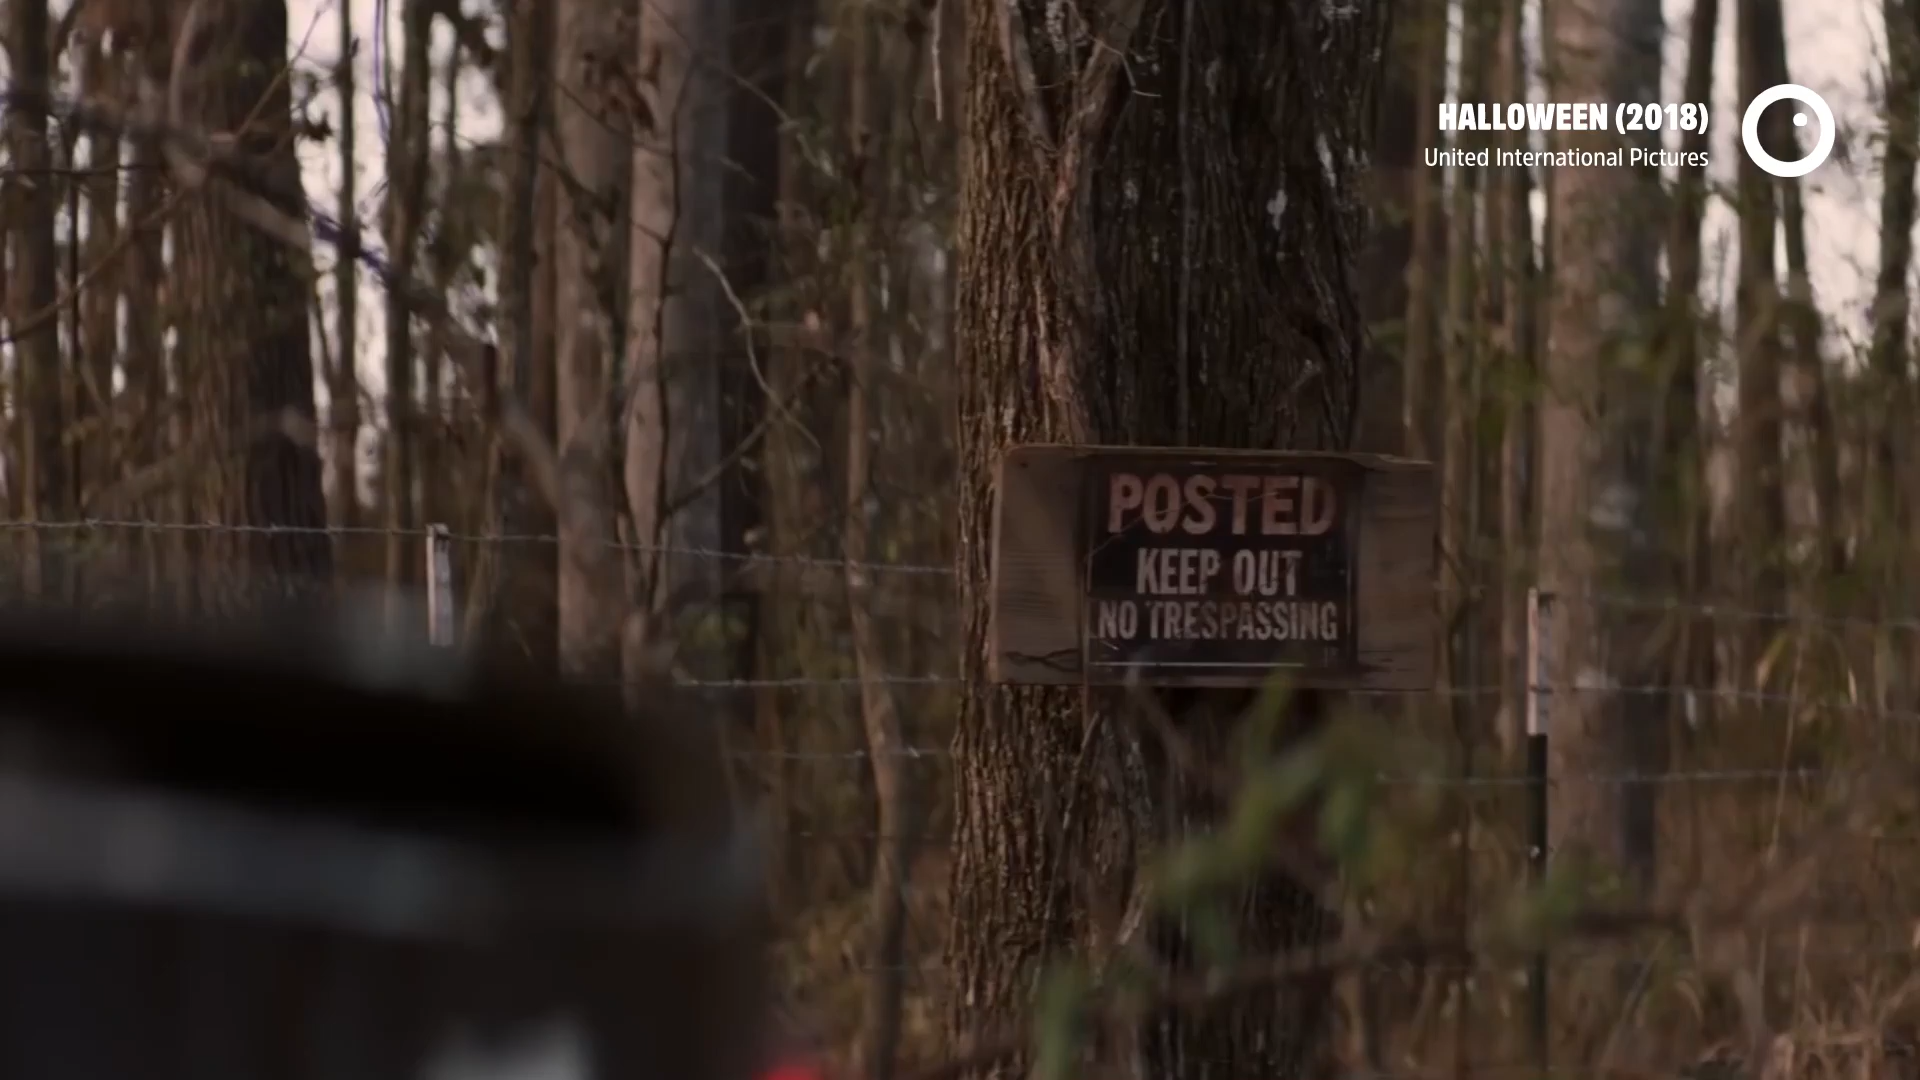 HALLOWEEN (2018)
United International Pictures
POSTED
KEEP OUT
NO TRESPASSING